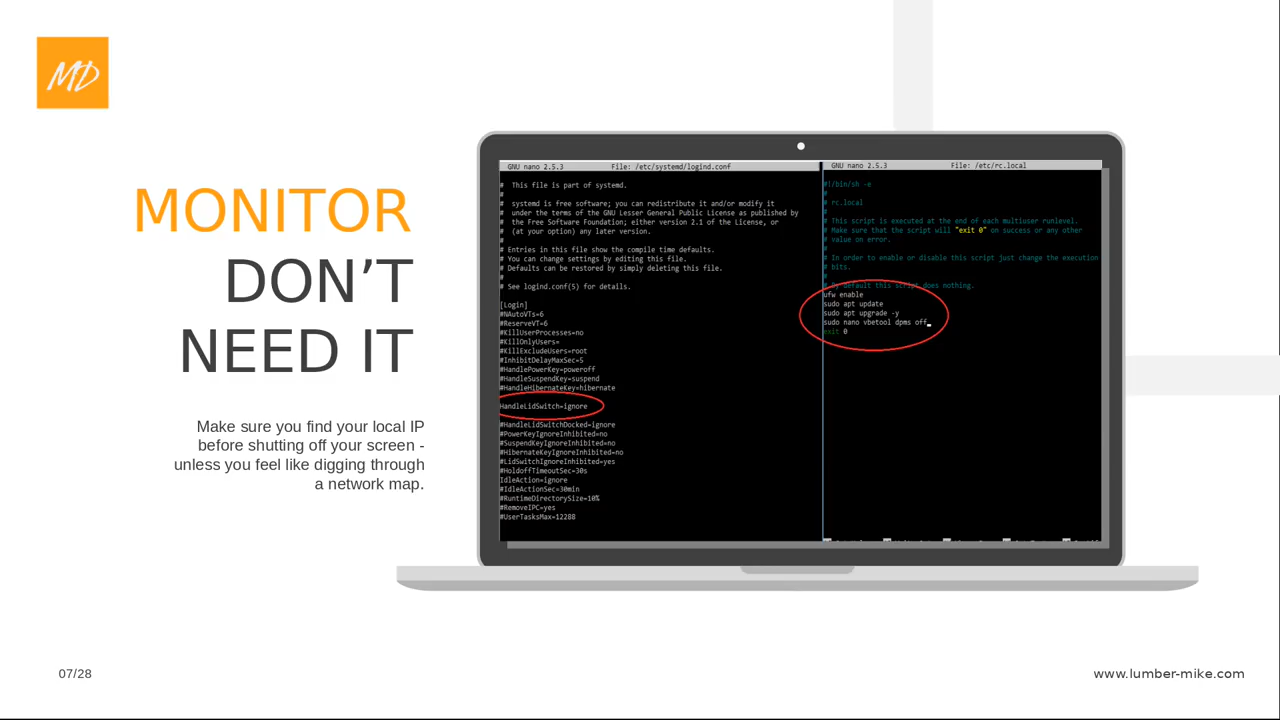 MD
MONITOR
DON’T
NEED IT
Make sure you find your local IP
before shutting off your screen -
unless you feel like digging through
a network map.
GNU nano 2.5.3 File: /etc/systemd/logind.conf
# This file is part of systemd.
#
# systemd is free software; you can redistribute it and/or modify it
# under the terms of the GNU Lesser General Public License as published by
# the Free Software Foundation; either version 2.1 of the License, or
# (at your option) any later version.
#
# Entries in this file show the compile time defaults.
# You can change settings by editing this file.
# Defaults can be restored by simply deleting this file.
#
# See logind.conf(5) for details.
[Login]
#NAutoVTs=6
#ReserveVT=6
#KillUserProcesses=no
#KillOnlyUsers=
#KillExcludeUsers=root
#InhibitDelayMaxSec=5
#HandlePowerKey=poweroff
#HandleSuspendKey=suspend
#HandleHibernateKey=hibernate
HandleLidSwitch=ignore
#HandleLidSwitchDocked=ignore
#PowerKeyIgnoreInhibited=no
#SuspendKeyIgnoreInhibited=no
#HibernateKeyIgnoreInhibited=no
#LidSwitchIgnoreInhibited=yes
#HoldoffTimeoutSec=30s
IdleAction=ignore
#IdleActionSec=30min
#RuntimeDirectorySize=10%
#RemoveIPC=yes
#UserTasksMax=12288
GNU nano 2.5.3 File: /etc/rc.local
#!/bin/sh -e
#
# rc.local
#
# This script is executed at the end of each multiuser runlevel.
# Make sure that the script will "exit 0" on success or any other
# value on error.
#
# In order to enable or disable this script just change the execution
# bits.
#
# By default this script does nothing.
ufw enable
sudo apt update
sudo apt upgrade -y
sudo nano vbetool dpms off
exit 0
07/28
www.lumber-mike.com